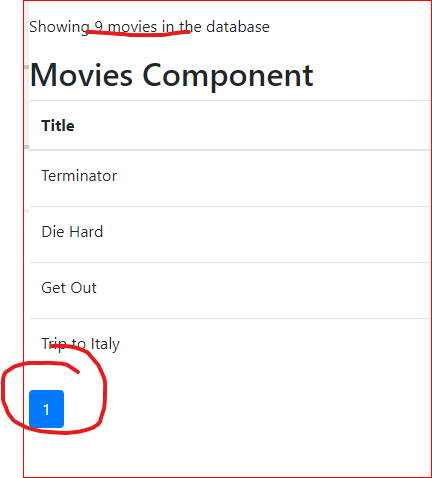 Showing 9 movies in the database
Movies Component
Title
Terminator
Die Hard
Get Out
Trip to Italy
1